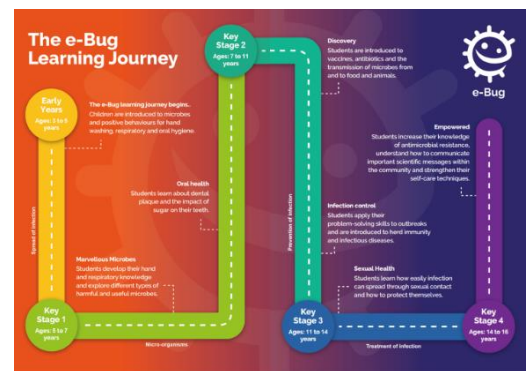 The e-Bug
Learning Journey
Early
Years
Ages: 3 to 5
years
The e-Bug learning journey begins..
Children are introduced to microbes
and positive behaviours for hand
washing, respiratory and oral hygiene.
Spread of infection
Marvellous Microbes
Students develop their hand
and respiratory knowledge
and explore different types of
harmful and useful microbes.
Key
Stage 1
Ages: 5 to 7
years
Micro-organisms
Oral health
Students learn about dental
plaque and the impact of
sugar on their teeth.
Key
Stage 2
Ages: 7 to 11
years
Discovery
Students are introduced to
vaccines, antibiotics and the
transmission of microbes from
and to food and animals.
Prevention of infection
Infection control
Students apply their
problem-solving skills to outbreaks
and are introduced to herd immunity
and infectious diseases.
Key
Stage 3
Ages: 11 to 14
years
Sexual Health
Students learn how easily infection
can spread through sexual contact
and how to protect themselves.
Treatment of infection
Empowered
Students increase their knowledge
of antimicrobial resistance,
understand how to communicate
important scientific messages within
the community and strengthen their
self-care techniques.
Key
Stage 4
Ages: 14 to 16
years
e-Bug